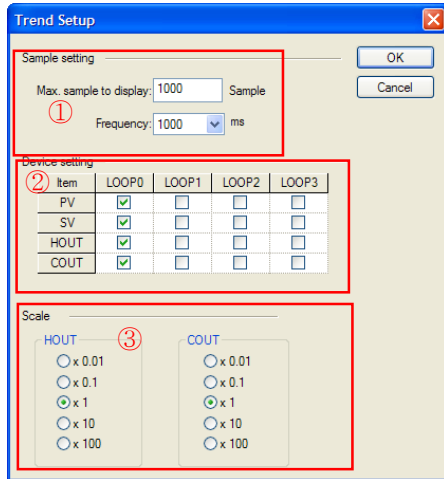 Trend Setup
Sample setting
OK
Max. sample to display: 1000 Sample
Cancel
①
Frequency: 1000 ms
Device setting
②
Item LOOP0 LOOP1 LOOP2 LOOP3
PV
SV
HOUT
COUT
Scale
HOUT ③ COUT
x 0.01 x 0.01
x 0.1 x 0.1
x 1 x 1
x 10 x 10
x 100 x 100